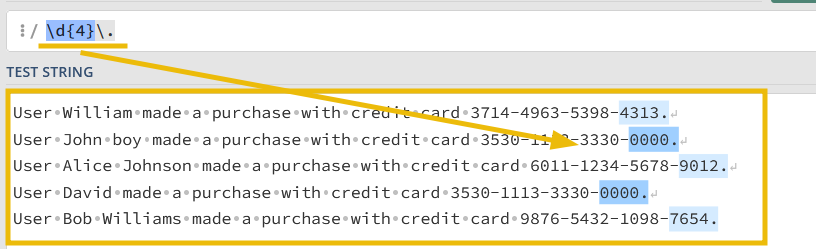 / \d{4}\.
TEST STRING
User William made a purchase with credit card 3714-4963-5398-4313.
User John boy made a purchase with credit card 3530-1113-3330-0000.
User Alice Johnson made a purchase with credit card 6011-1234-5678-9012.
User David made a purchase with credit card 3530-1113-3330-0000.
User Bob Williams made a purchase with credit card 9876-5432-1098-7654.